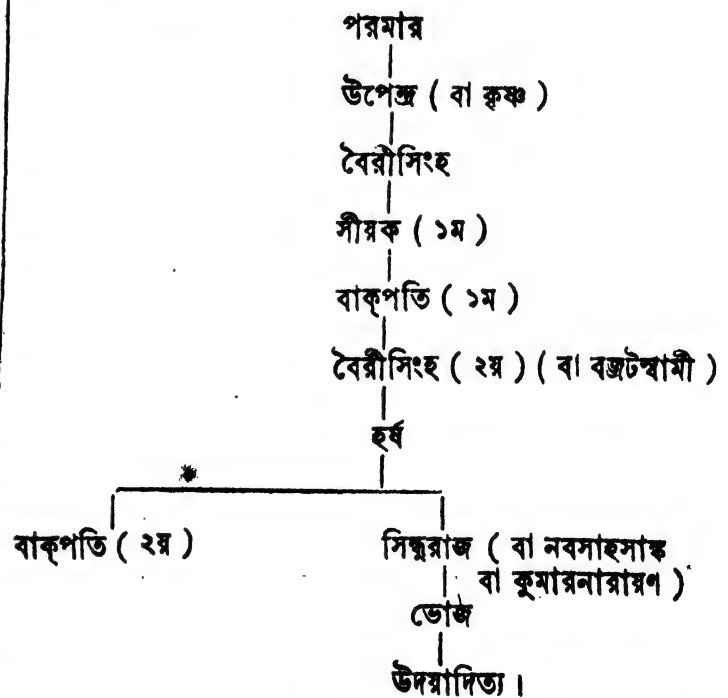 পরমার
উপেন্দ্র ( বা কৃষ্ণ )
বৈরীসিংহ
সীয়ক ( ১ম )
বাক্‌পতি ( ১ম )
বৈরীসিংহ ( ২য় ) ( বা বজ্রটস্বামী )
হর্ষ
বাক্‌পতি ( ২য় )
সিন্ধুরাজ ( বা নবসাহসাঙ্ক
বা কুমারনারায়ণ )
ভোজ
উদয়াদিত্য ।